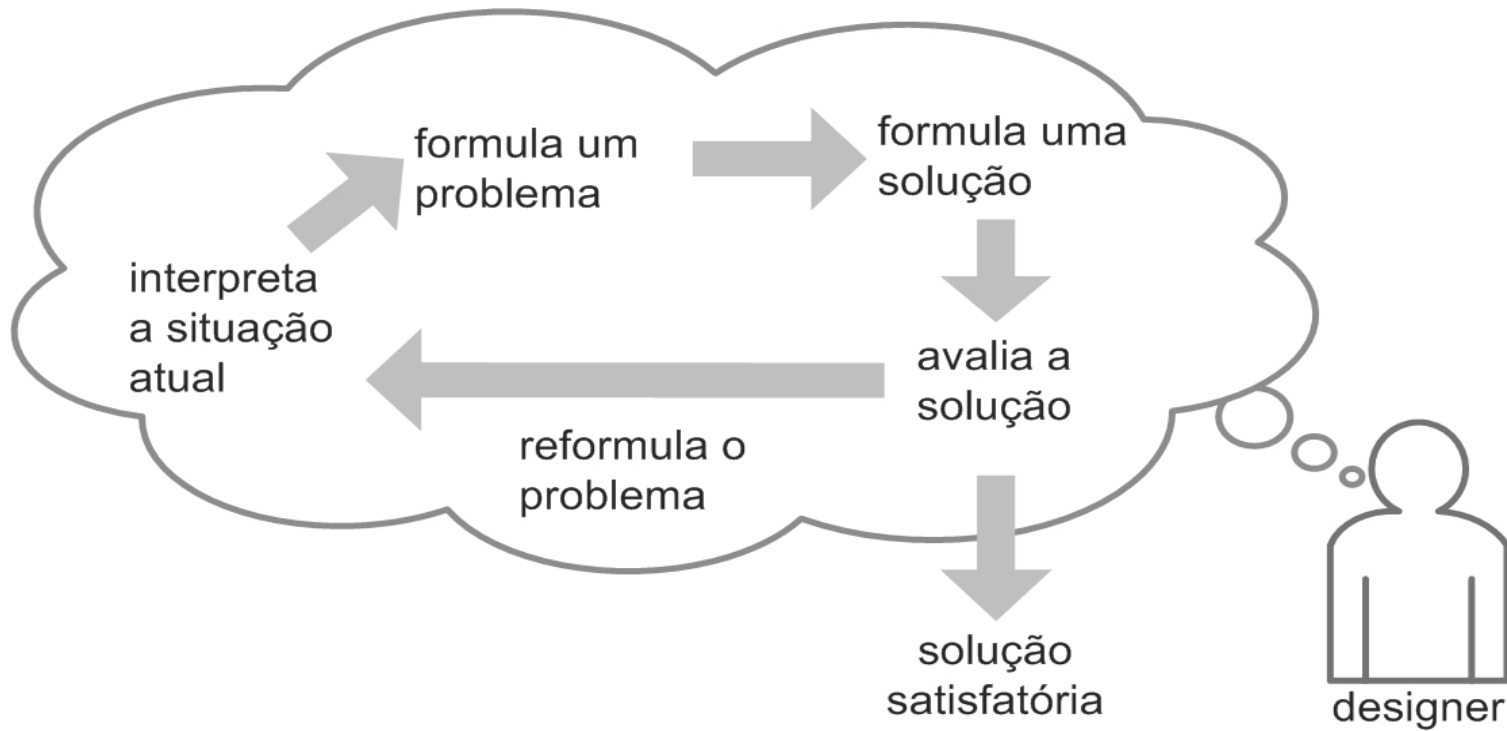 formula um
problema
formula uma
solução
interpreta
a situação
atual
avalia a
solução
reformula o
problema
solução
satisfatória
designer